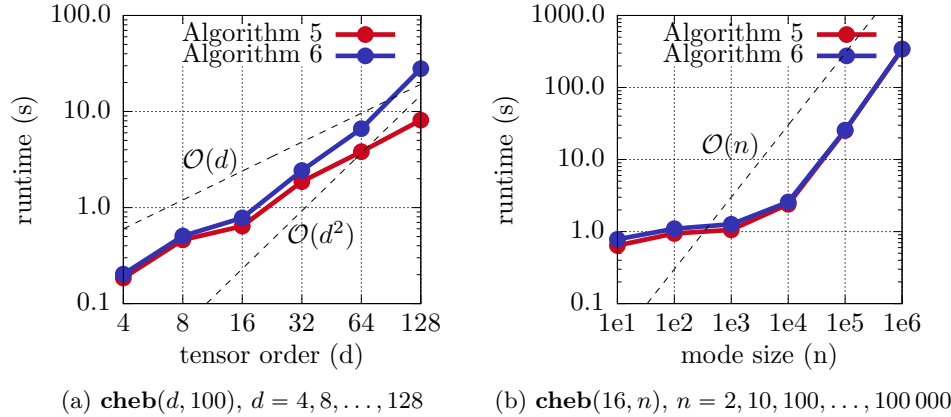 100.0
10.0
1.0
0.1
runtime (s)
Algorithm 5
Algorithm 6
𝒪(d)
𝒪(d²)
4 8 16 32 64 128
tensor order (d)
(a) cheb(d, 100), d = 4, 8, . . . , 128
1000.0
100.0
10.0
1.0
0.1
runtime (s)
Algorithm 5
Algorithm 6
𝒪(n)
1e1 1e2 1e3 1e4 1e5 1e6
mode size (n)
(b) cheb(16, n), n = 2, 10, 100, . . . , 100 000